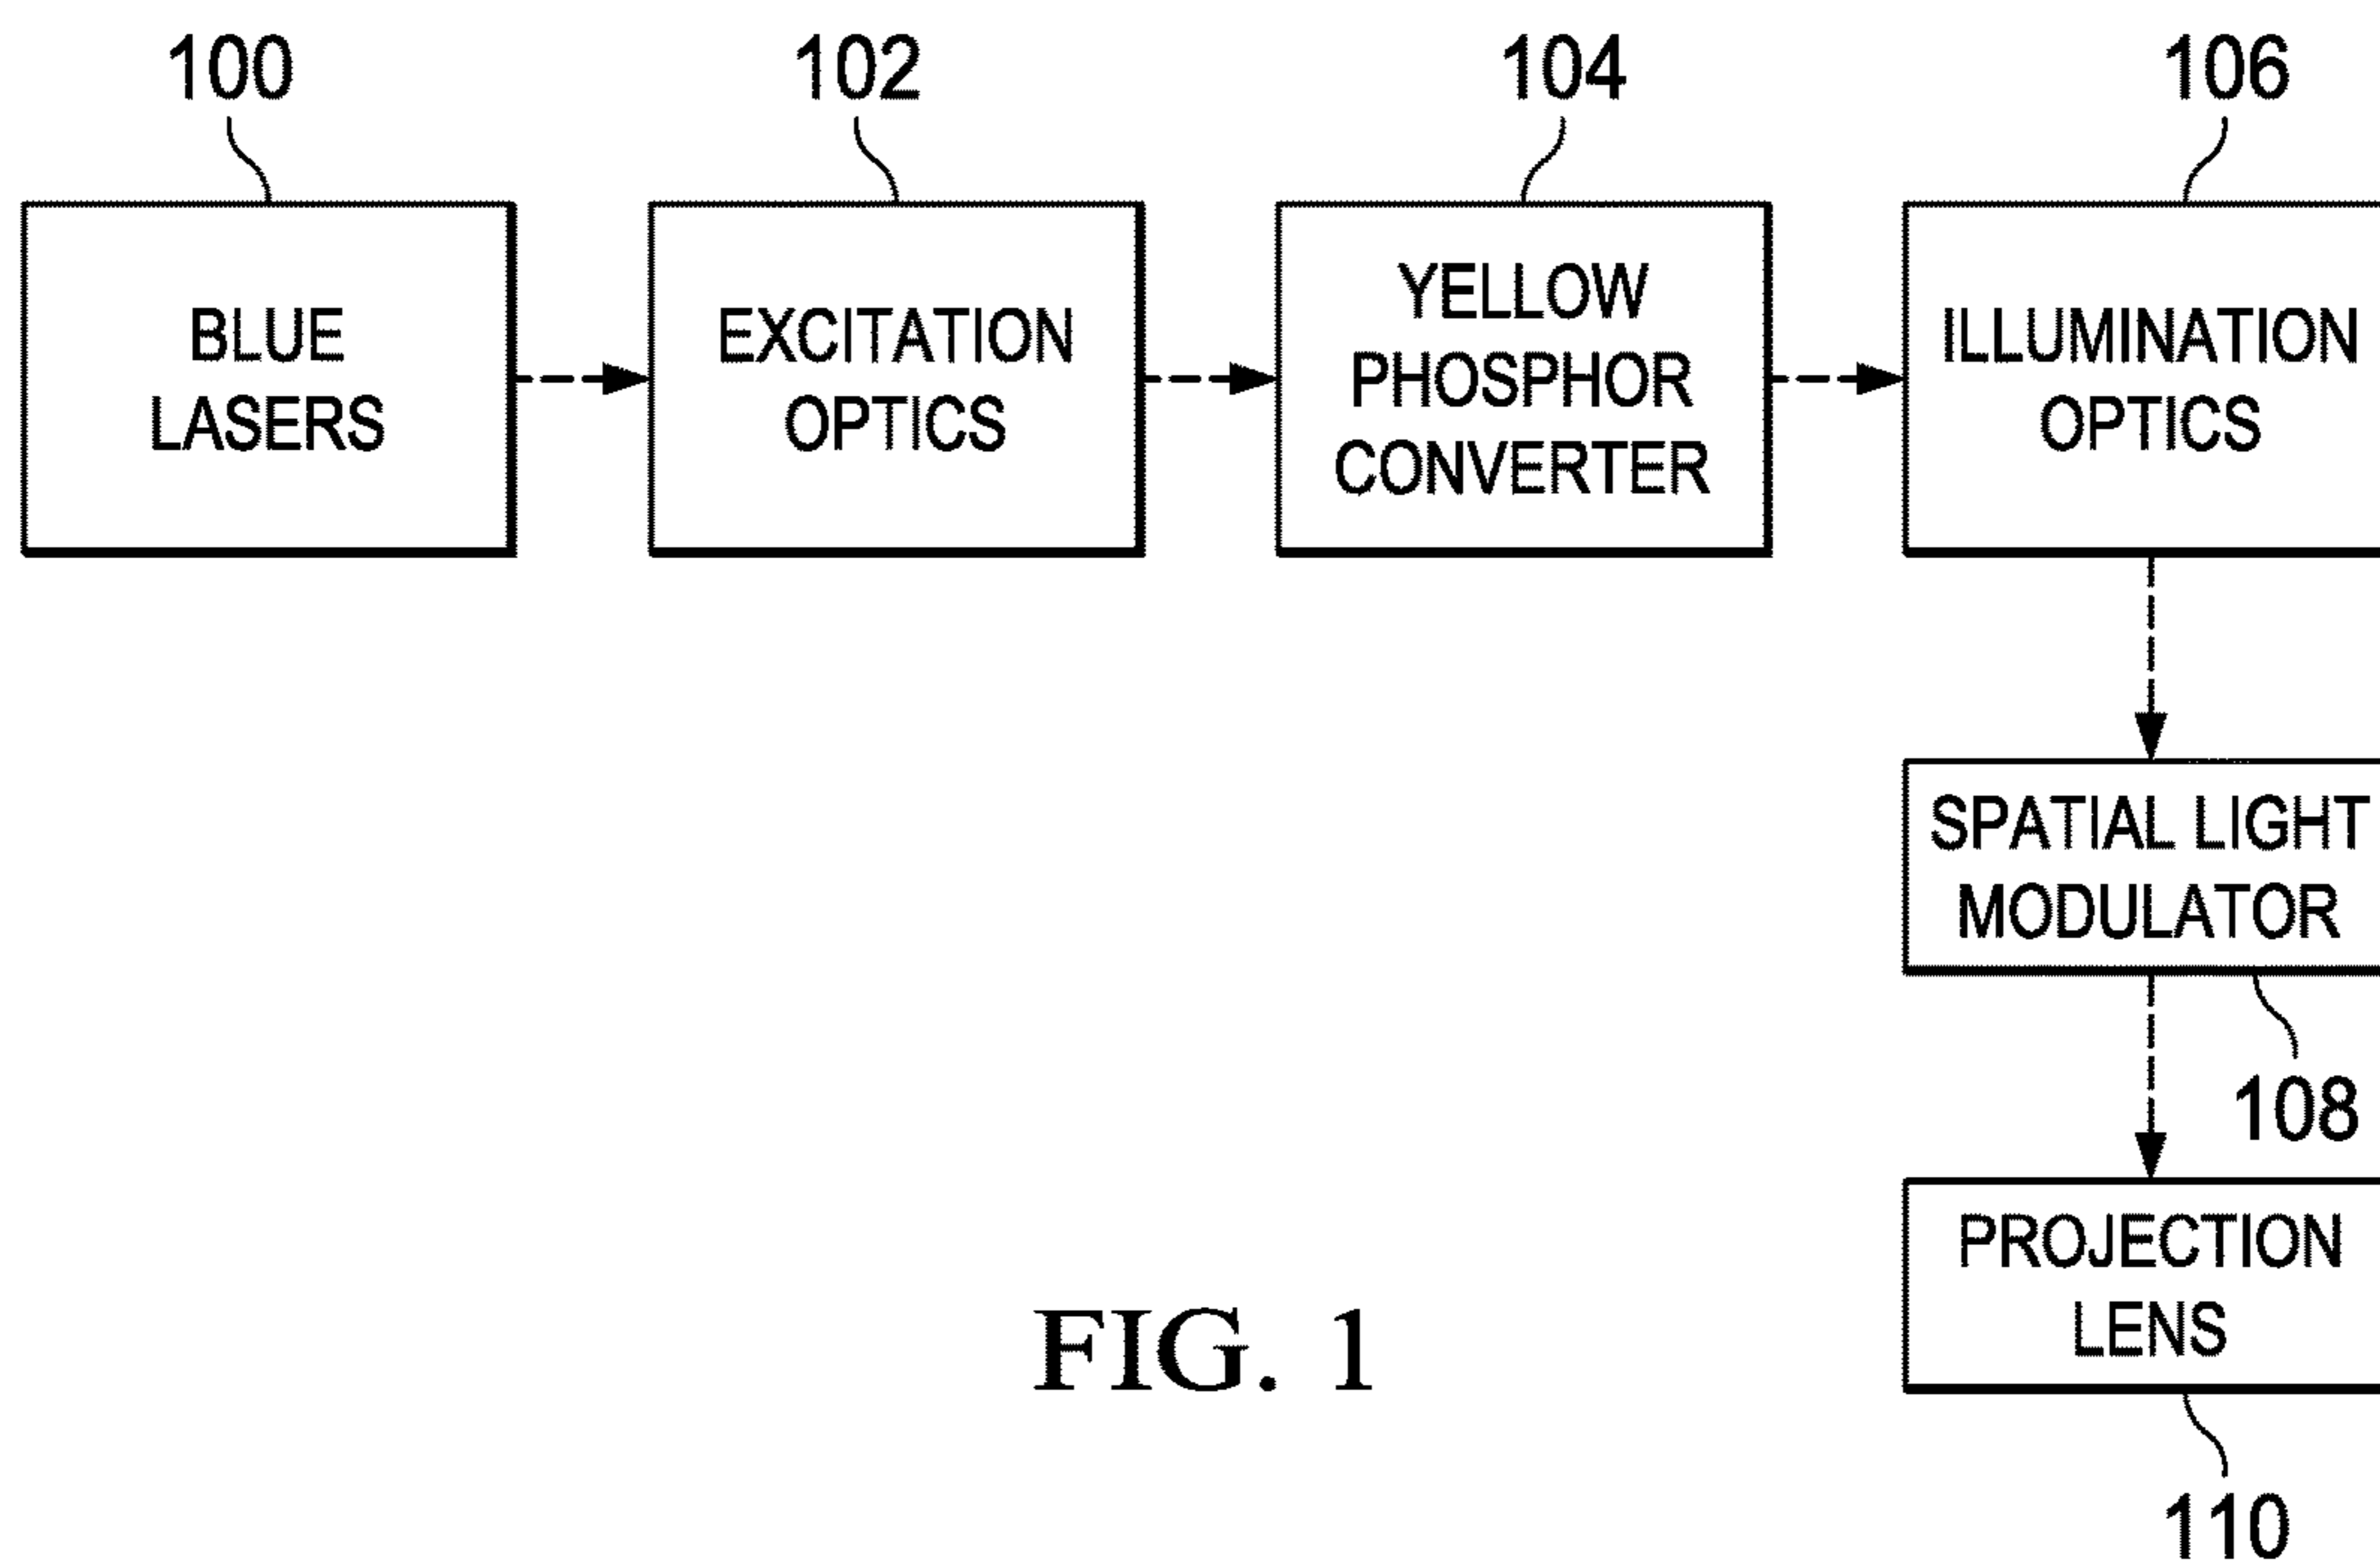 100
102
104
106
BLUE
LASERS
EXCITATION
OPTICS
YELLOW
PHOSPHOR
CONVERTER
ILLUMINATION
OPTICS
SPATIAL LIGHT
MODULATOR
108
PROJECTION
LENS
110
FIG. 1